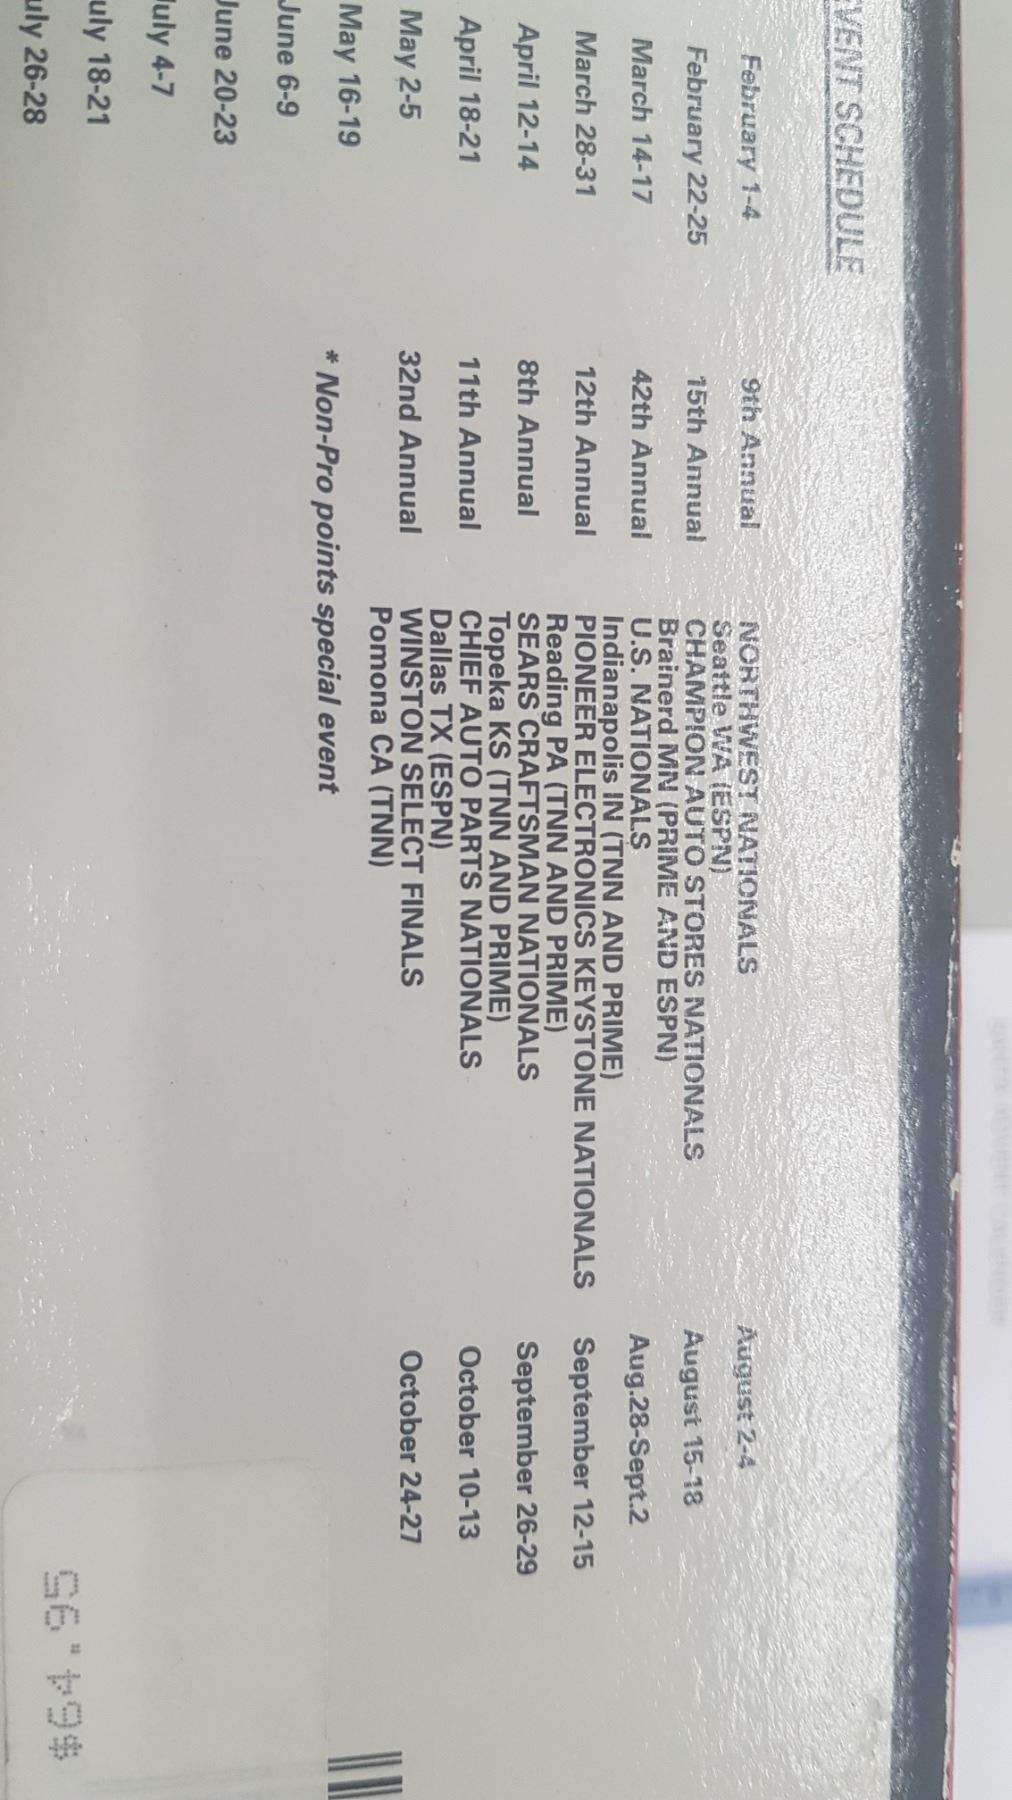 VENT SCHEDULE
February 1-4
February 22-25
March 14-17
March 28-31
April 12-14
April 18-21
May 2-5
May 16-19
June 6-9
June 20-23
July 4-7
uly 18-21
uly 26-28
9th Annual NORTHWEST NATIONALS August 2-4
Seattle WA (ESPN)
15th Annual CHAMPION AUTO STORES NATIONALS August 15-18
Brainerd MN (PRIME AND ESPN)
42th Annual U.S. NATIONALS Aug.28-Sept.2
Indianapolis IN (TNN AND PRIME)
12th Annual PIONEER ELECTRONICS KEYSTONE NATIONALS September 12-15
Reading PA (TNN AND PRIME)
8th Annual SEARS CRAFTSMAN NATIONALS September 26-29
Topeka KS (TNN AND PRIME)
11th Annual CHIEF AUTO PARTS NATIONALS October 10-13
Dallas TX (ESPN)
32nd Annual WINSTON SELECT FINALS October 24-27
Pomona CA (TNN)
* Non-Pro points special event
$64.95